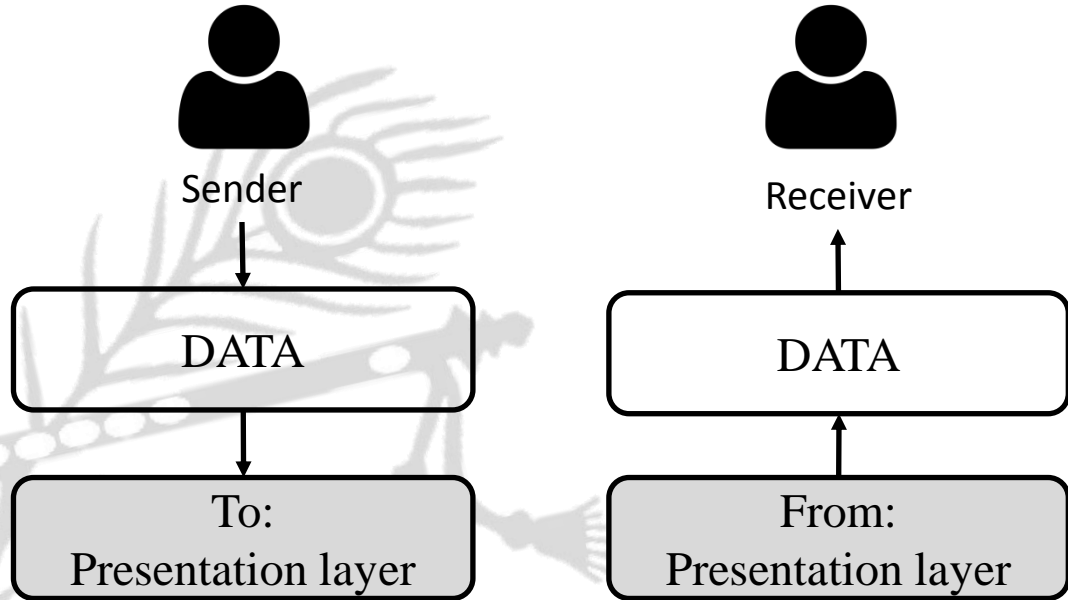 Sender
Receiver
DATA
DATA
To:
Presentation layer
From:
Presentation layer